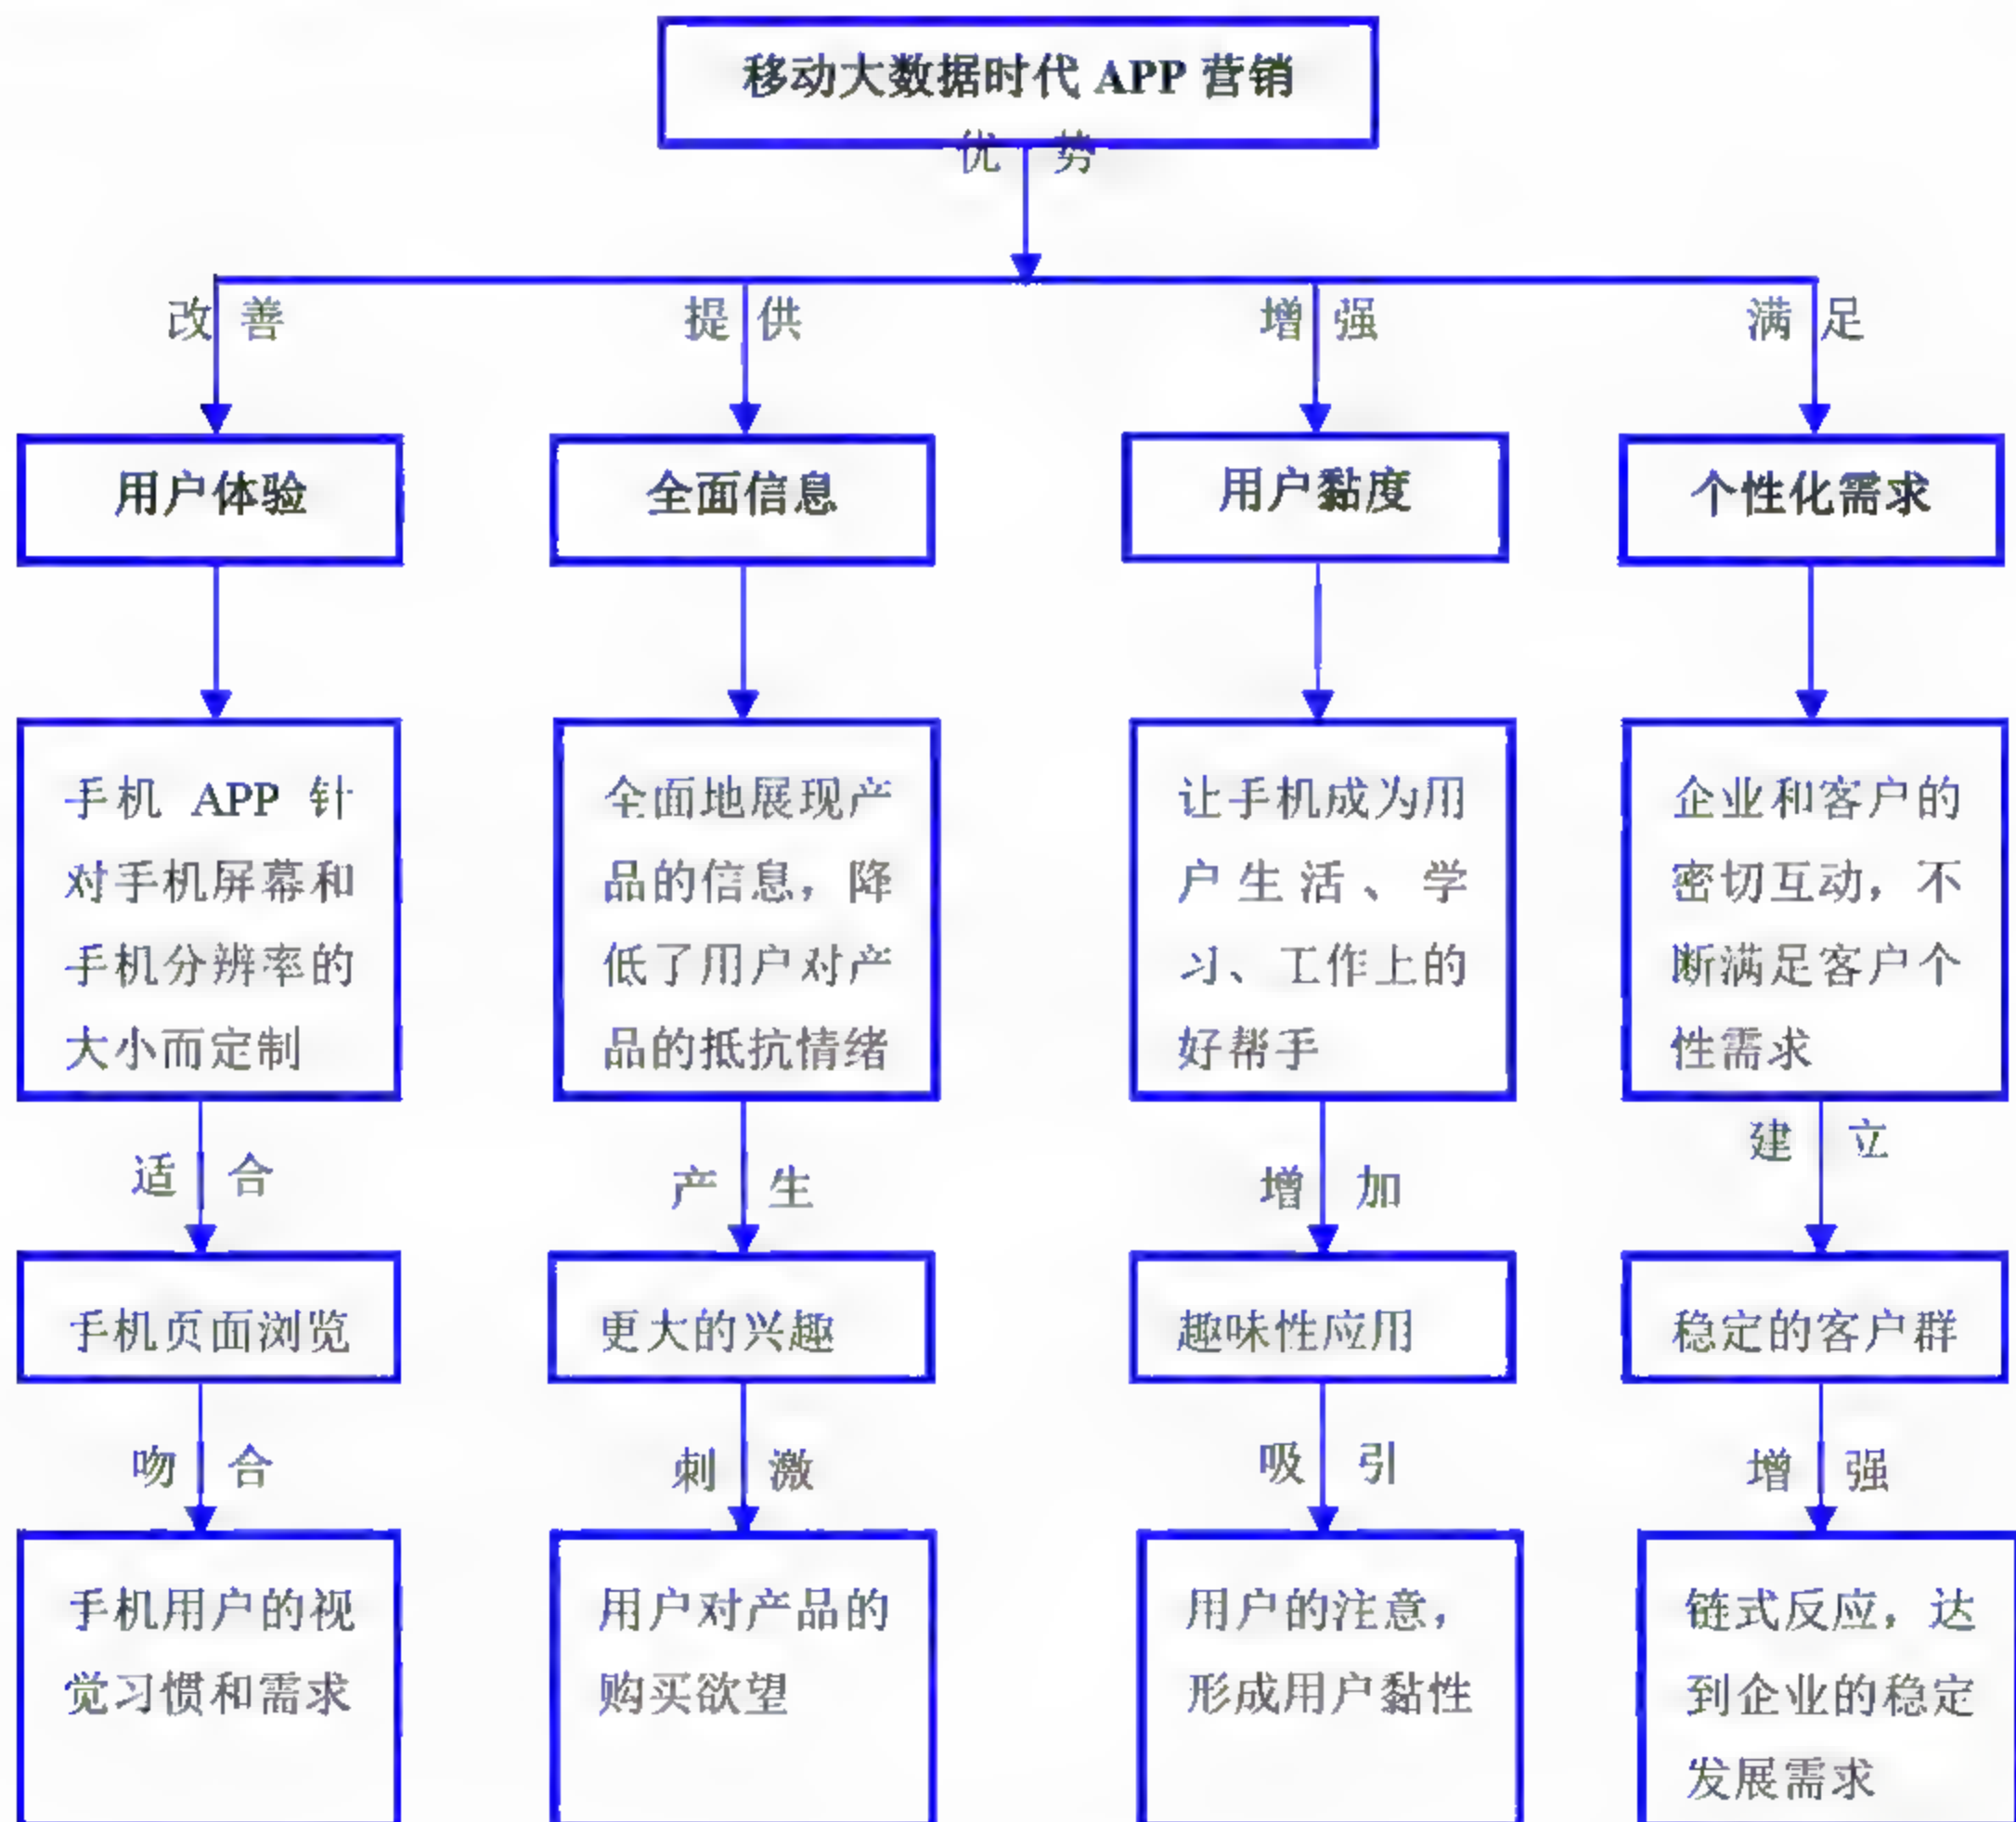 移动大数据时代 APP 营销
优 势
改 善
提 供
增 强
满 足
用户体验
全面信息
用户黏度
个性化需求
手机 APP 针
对手机屏幕和
手机分辨率的
大小而定制
全面地展现产
品的信息，降
低了用户对产
品的抵抗情绪
让手机成为用
户生活、学
习、工作上的
好帮手
企业和客户的
密切互动，不
断满足客户个
性需求
适 合
产 生
增 加
建 立
手机页面浏览
更大的兴趣
趣味性应用
稳定的客户群
吻 合
刺 激
吸 引
增 强
手机用户的视
觉习惯和需求
用户对产品的
购买欲望
用户的注意，
形成用户黏性
链式反应，达
到企业的稳定
发展需求